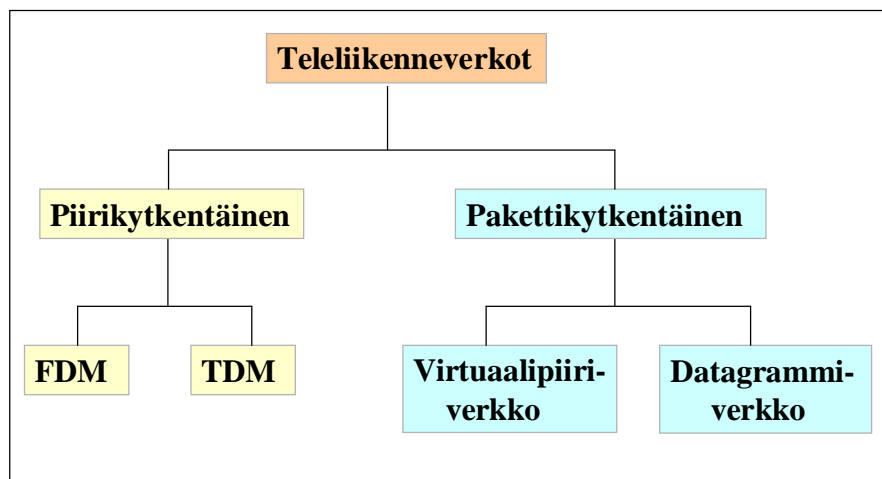 Teleliikenneverkot
Piirikytkentäinen
Pakettikytkentäinen
FDM
TDM
Virtuaalipiiri-
verkko
Datagrammi-
verkko